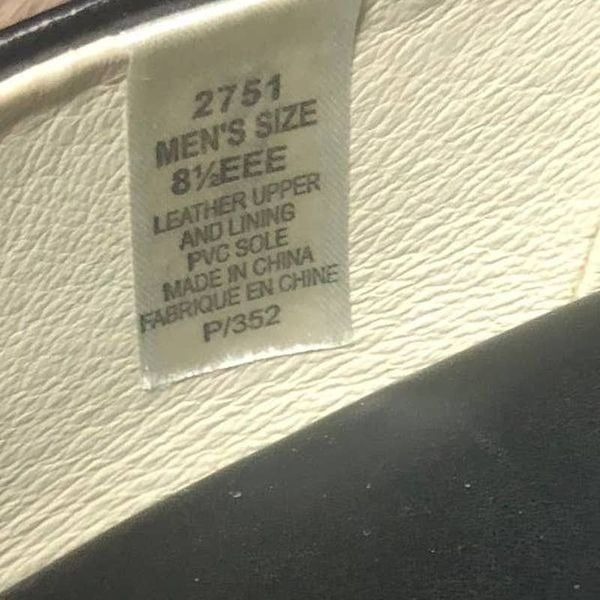 2751
MEN'S SIZE
8½EEE
LEATHER UPPER
AND LINING
PVC SOLE
MADE IN CHINA
FABRIQUE EN CHINE
P/352